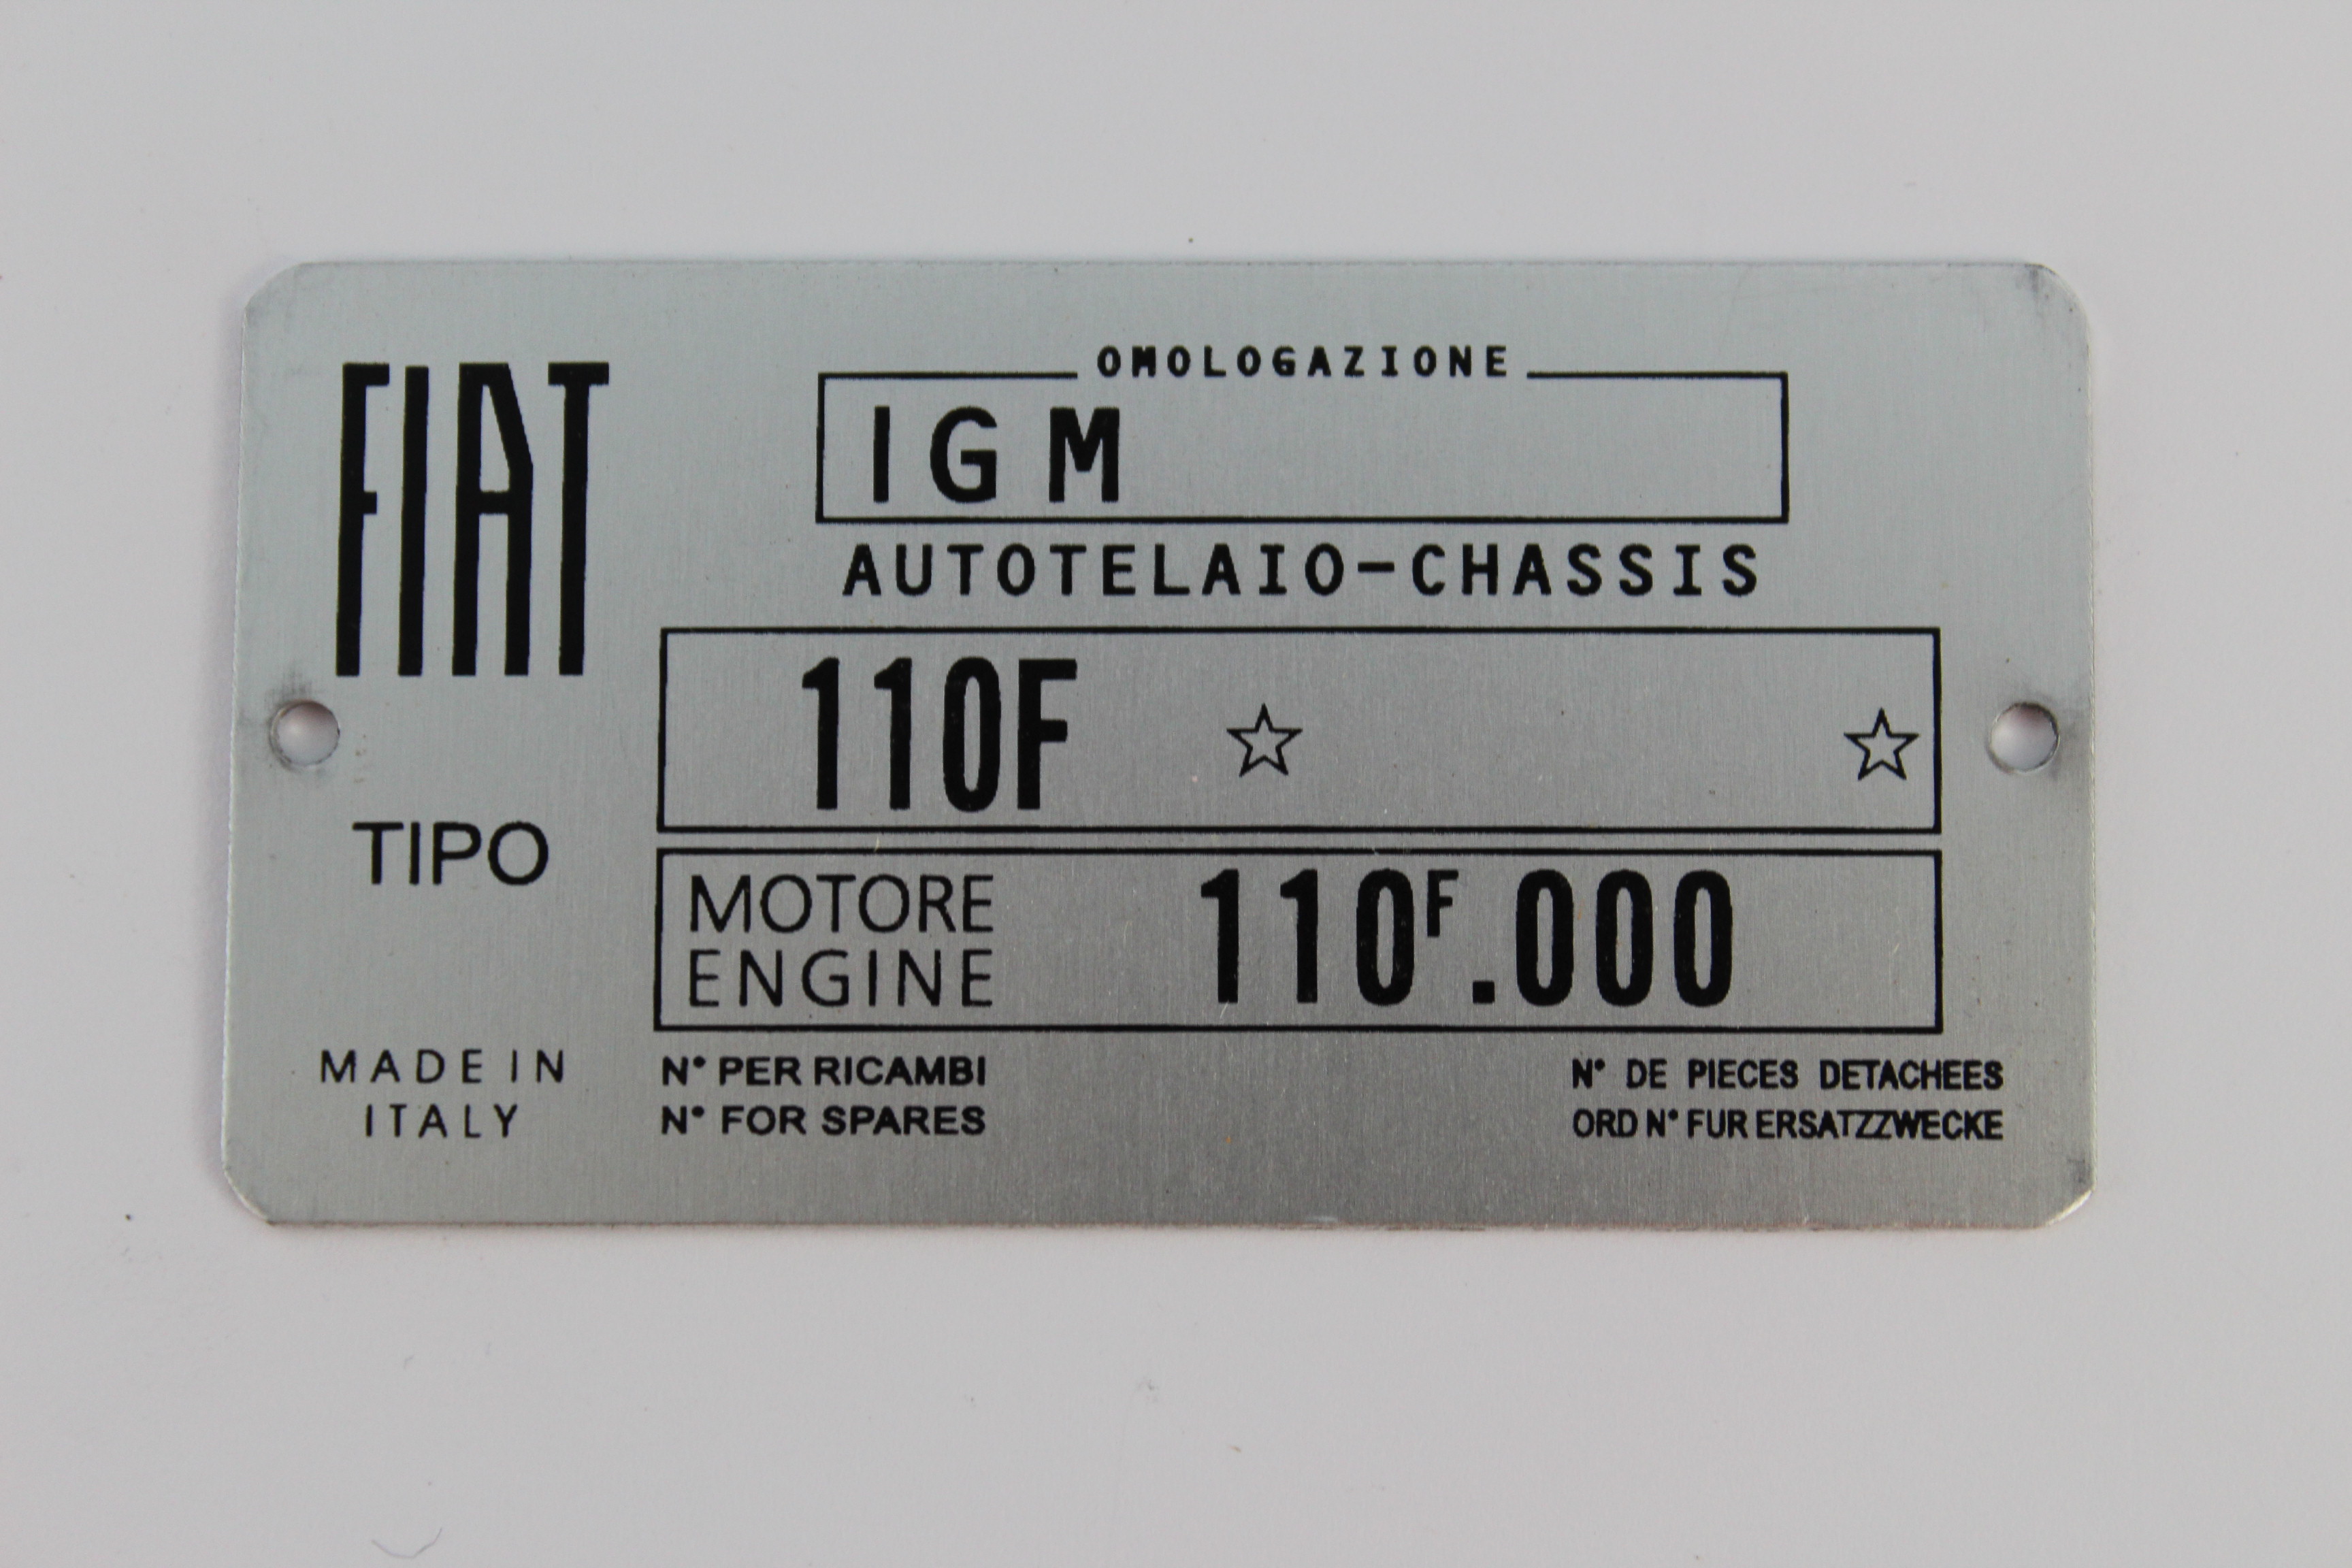 FIAT
OMOLOGAZIONE
IGM
AUTOTELAIO-CHASSIS
110F ☆ ☆
TIPO
MOTORE 110F.000
ENGINE
MADE IN
ITALY
N° PER RICAMBI
N° FOR SPARES
N° DE PIECES DETACHEES
ORD N° FUR ERSATZZWECKE